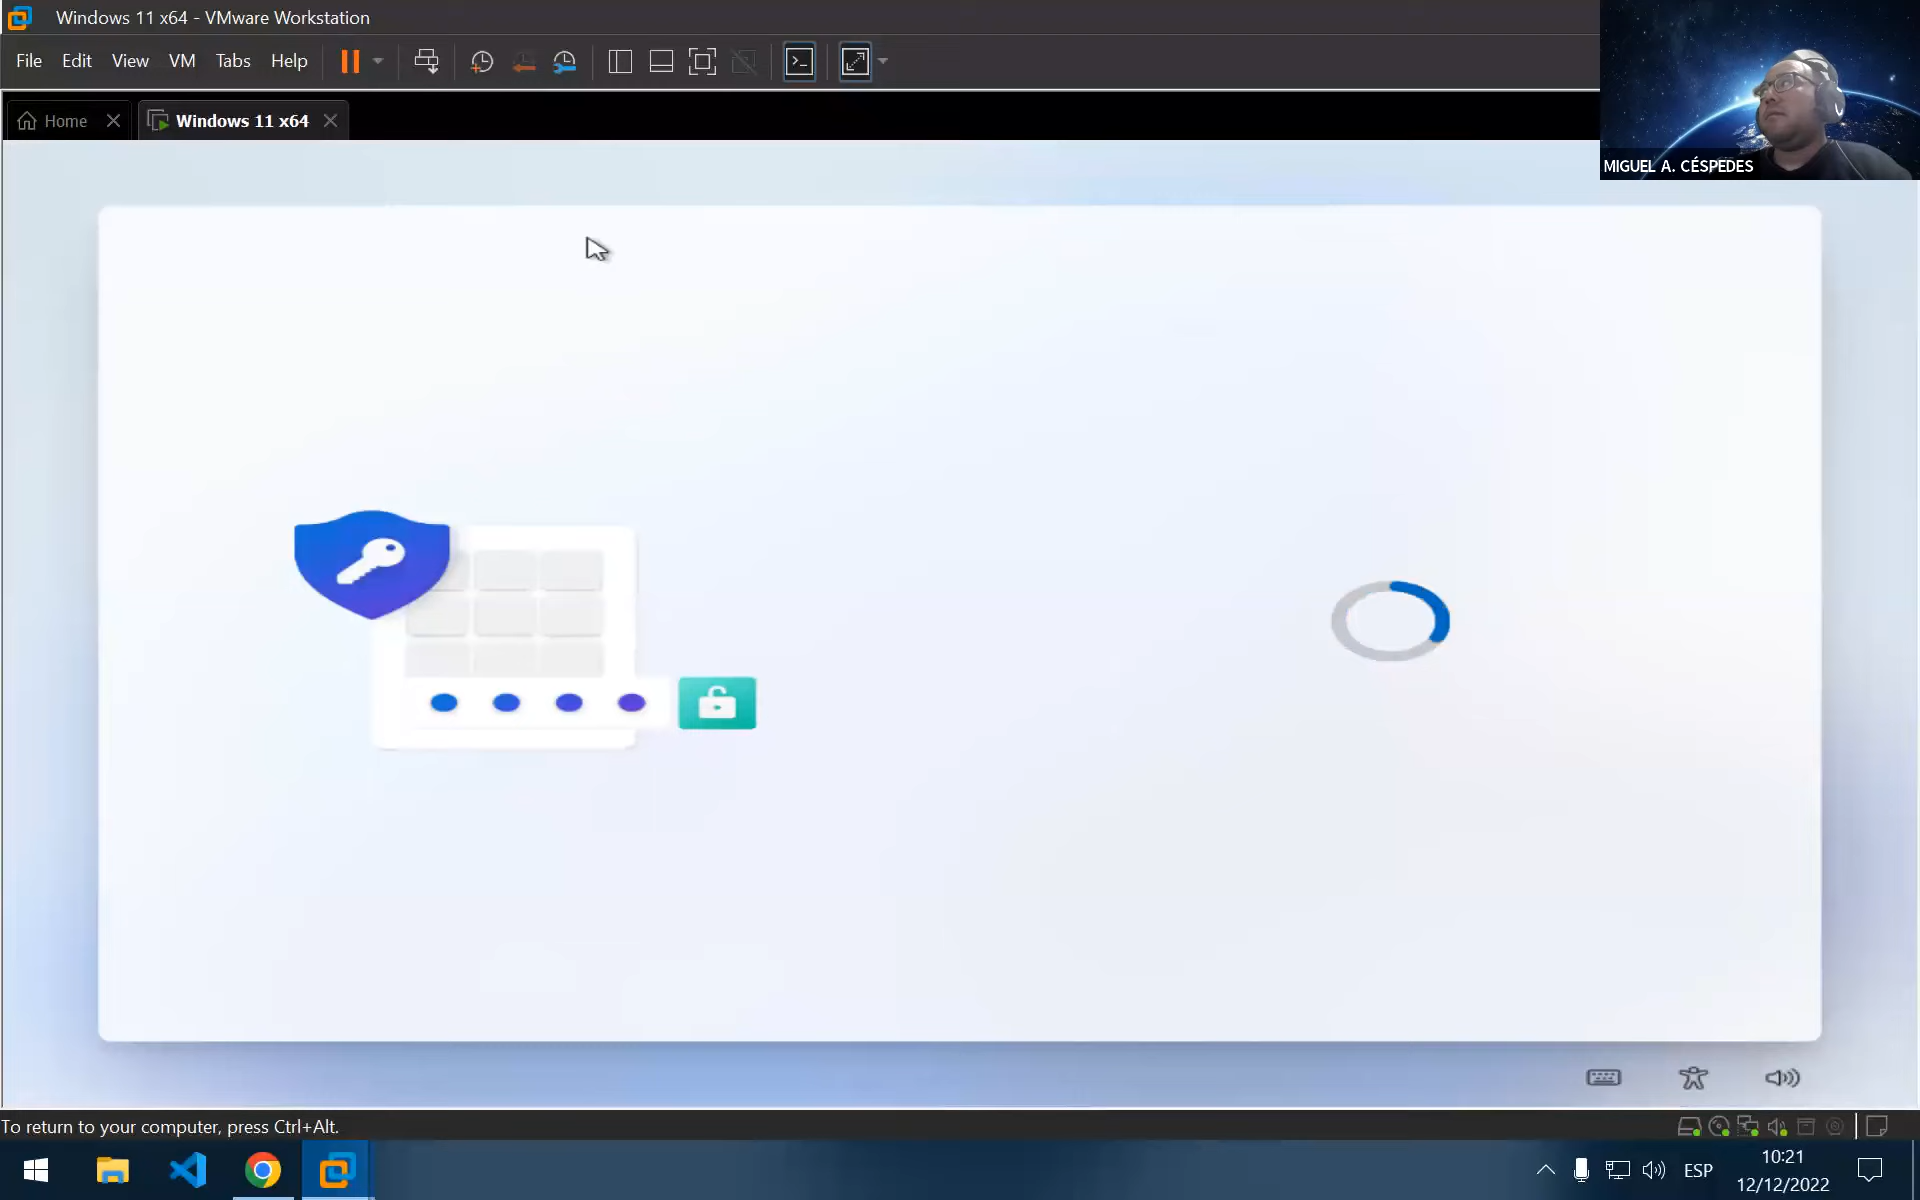 Windows 11 x64 - VMware Workstation
File Edit View VM Tabs Help
Home
Windows 11 x64
MIGUEL A. CÉSPEDES
To return to your computer, press Ctrl+Alt.
ESP
10:21
12/12/2022